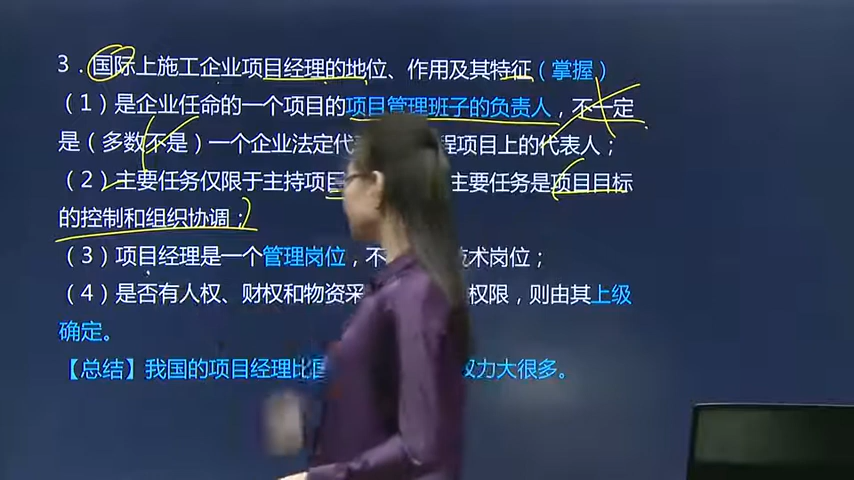 3．国际上施工企业项目经理的地位、作用及其特征（掌握）
（1）是企业任命的一个项目的项目管理班子的负责人，不一定
是（多数不是）一个企业法定代 程项目上的代表人；
（2）主要任务仅限于主持项目 主要任务是项目目标
的控制和组织协调；
（3）项目经理是一个管理岗位，不 技术岗位；
（4）是否有人权、财权和物资采 权限，则由其上级
确定。
【总结】我国的项目经理比国 权力大很多。